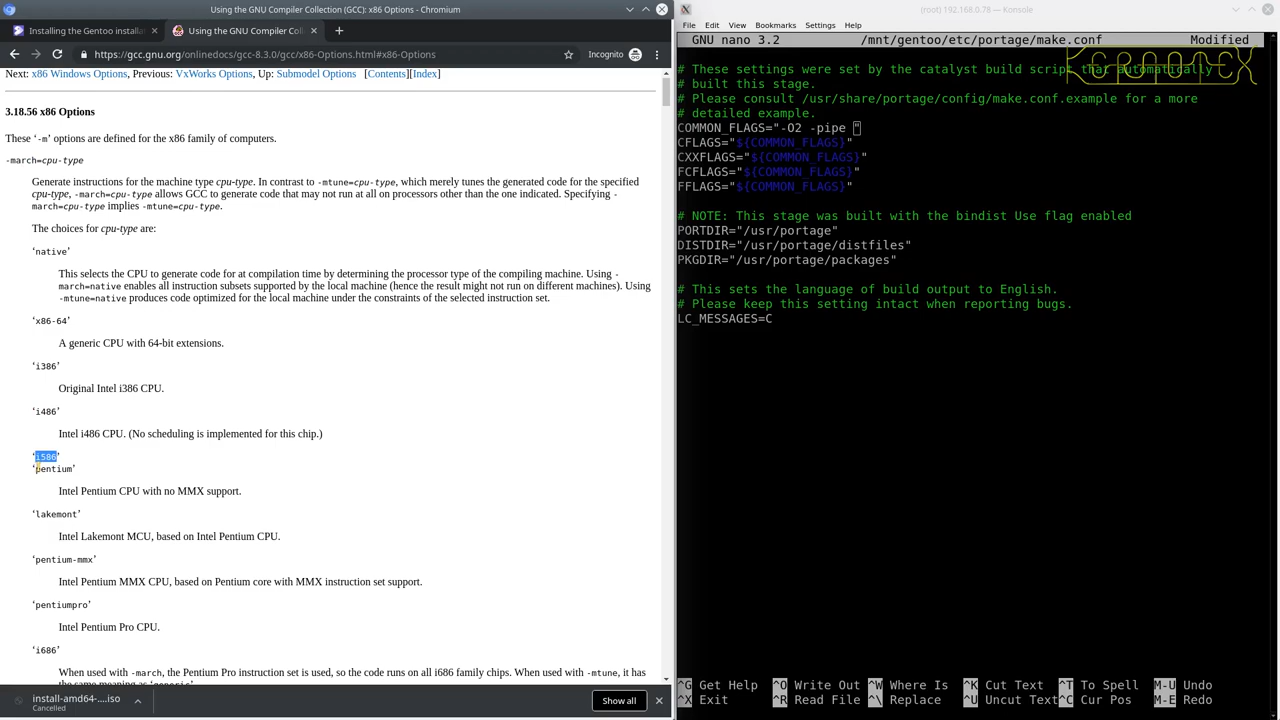 Using the GNU Compiler Collection (GCC): x86 Options - Chromium
Installing the Gentoo install
Using the GNU Compiler Col
https://gcc.gnu.org/onlinedocs/gcc-8.3.0/gcc/x86-Options.html#x86-Options
Incognito
Next: x86 Windows Options, Previous: VxWorks Options, Up: Submodel Options [Contents][Index]
3.18.56 x86 Options
These ‘-m’ options are defined for the x86 family of computers.
-march=cpu-type
Generate instructions for the machine type cpu-type. In contrast to -mtune=cpu-type, which merely tunes the generated code for the specified
cpu-type, -march=cpu-type allows GCC to generate code that may not run at all on processors other than the one indicated. Specifying -
march=cpu-type implies -mtune=cpu-type.
The choices for cpu-type are:
‘native’
This selects the CPU to generate code for at compilation time by determining the processor type of the compiling machine. Using -
march=native enables all instruction subsets supported by the local machine (hence the result might not run on different machines). Using
-mtune=native produces code optimized for the local machine under the constraints of the selected instruction set.
‘x86-64’
A generic CPU with 64-bit extensions.
‘i386’
Original Intel i386 CPU.
‘i486’
Intel i486 CPU. (No scheduling is implemented for this chip.)
‘i586’
‘pentium’
Intel Pentium CPU with no MMX support.
‘lakemont’
Intel Lakemont MCU, based on Intel Pentium CPU.
‘pentium-mmx’
Intel Pentium MMX CPU, based on Pentium core with MMX instruction set support.
‘pentiumpro’
Intel Pentium Pro CPU.
‘i686’
When used with -march, the Pentium Pro instruction set is used, so the code runs on all i686 family chips. When used with -mtune, it has
the same meaning as ‘generic’.
install-amd64-....iso
Cancelled
Show all
(root) 192.168.0.78 — Konsole
File Edit View Bookmarks Settings Help
GNU nano 3.2 /mnt/gentoo/etc/portage/make.conf Modified
# These settings were set by the catalyst build script that automatically
# built this stage.
# Please consult /usr/share/portage/config/make.conf.example for a more
# detailed example.
COMMON_FLAGS="-O2 -pipe "
CFLAGS="${COMMON_FLAGS}"
CXXFLAGS="${COMMON_FLAGS}"
FCFLAGS="${COMMON_FLAGS}"
FFLAGS="${COMMON_FLAGS}"
# NOTE: This stage was built with the bindist Use flag enabled
PORTDIR="/usr/portage"
DISTDIR="/usr/portage/distfiles"
PKGDIR="/usr/portage/packages"
# This sets the language of build output to English.
# Please keep this setting intact when reporting bugs.
LC_MESSAGES=C
^G Get Help ^O Write Out ^W Where Is ^K Cut Text ^T To Spell M-U Undo
^X Exit ^R Read File ^\ Replace ^U Uncut Text ^C Cur Pos M-E Redo